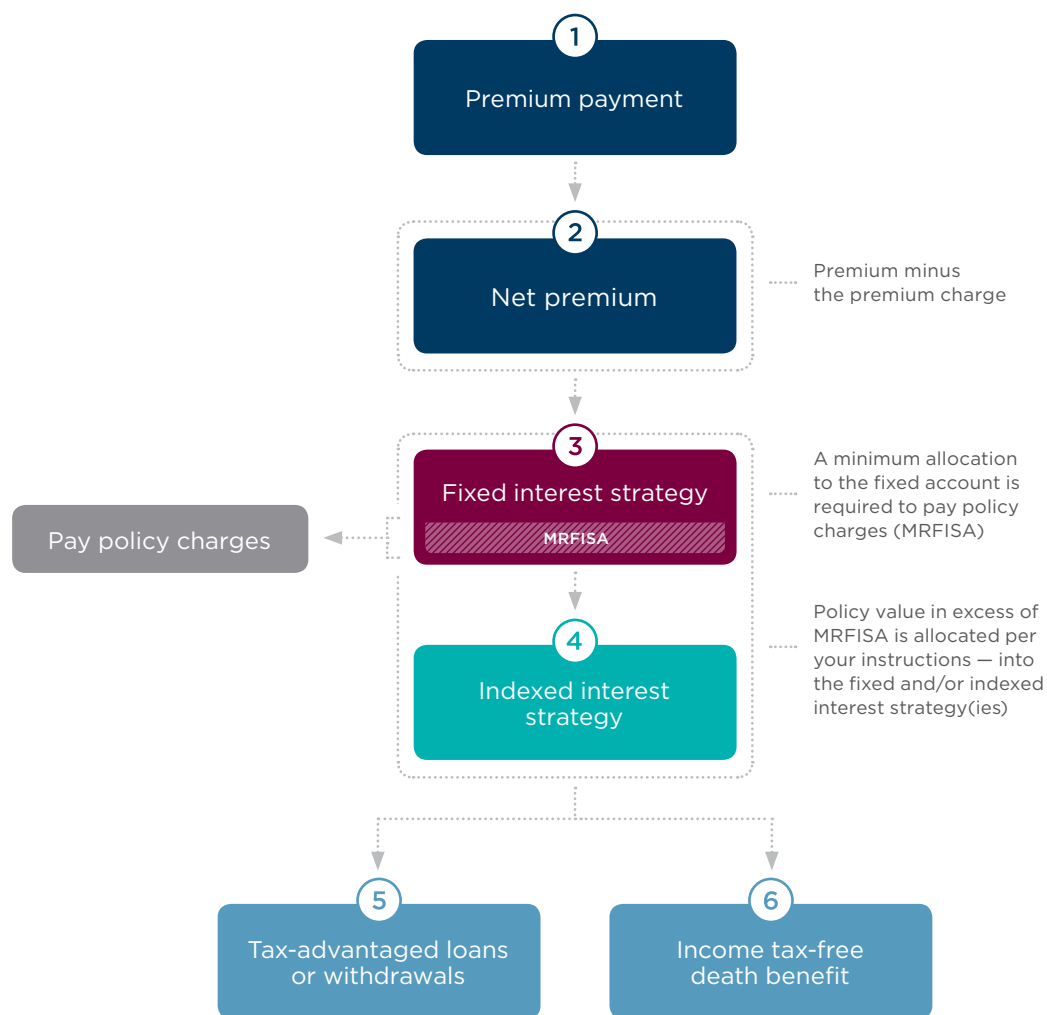 1
Premium payment
2
Net premium
Premium minus
the premium charge
3
Fixed interest strategy
MRFISA
A minimum allocation
to the fixed account is
required to pay policy
charges (MRFISA)
Pay policy charges
4
Indexed interest
strategy
Policy value in excess of
MRFISA is allocated per
your instructions — into
the fixed and/or indexed
interest strategy(ies)
5
Tax-advantaged loans
or withdrawals
6
Income tax-free
death benefit